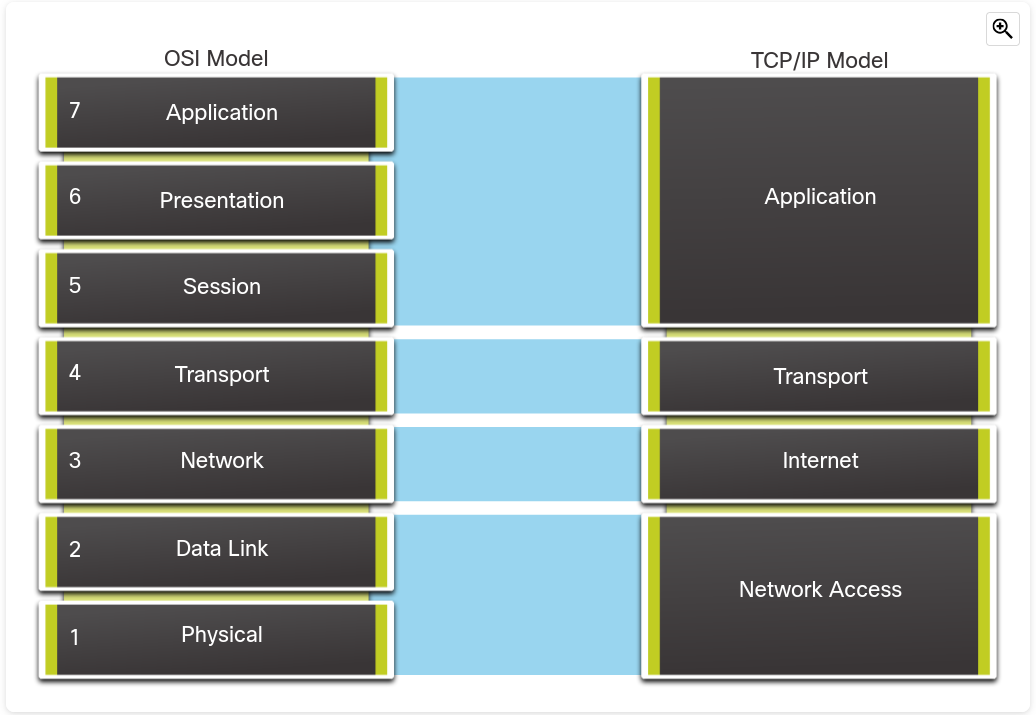 OSI Model
7 Application
6 Presentation
5 Session
4 Transport
3 Network
2 Data Link
1 Physical
TCP/IP Model
Application
Transport
Internet
Network Access